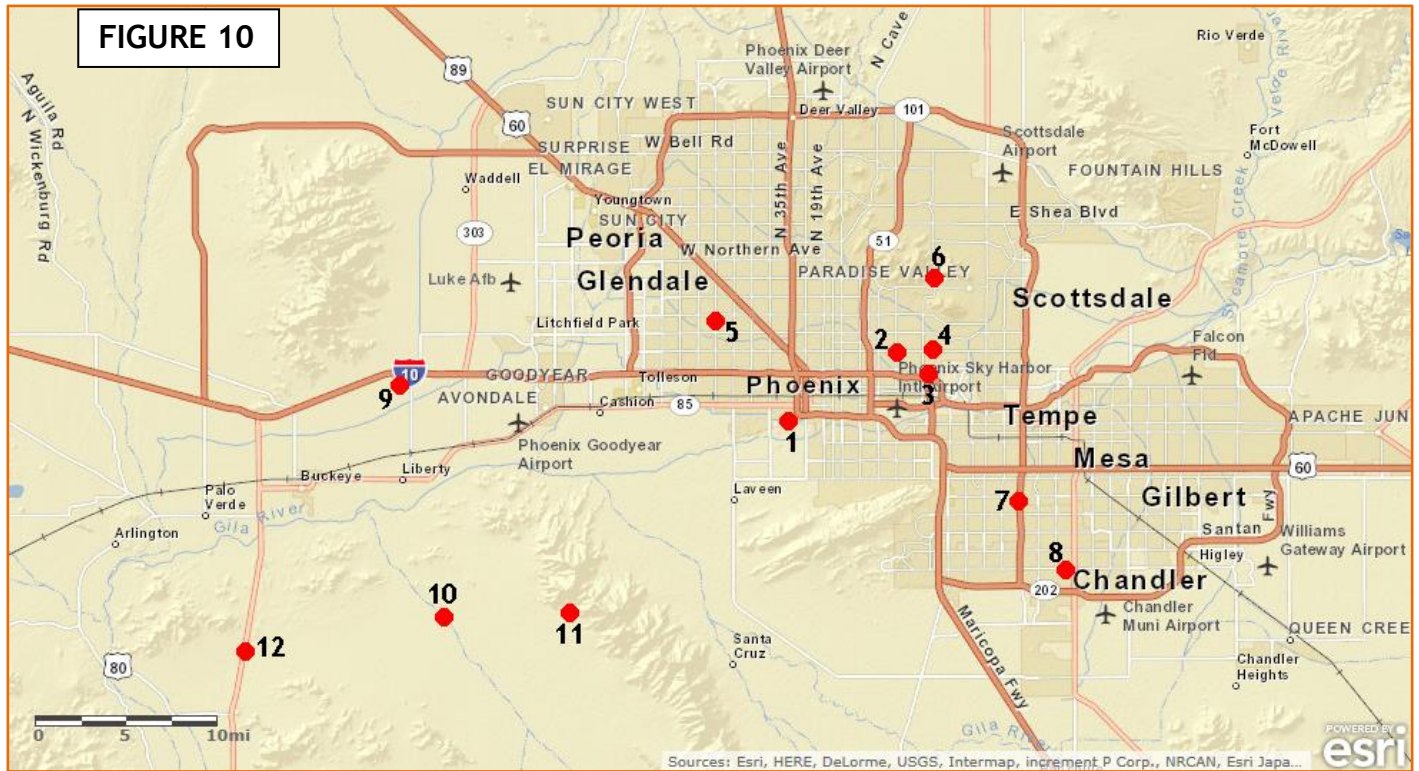 FIGURE 10
Rio Verde
Phoenix Deer
Valley Airport
N Cave
Aguila Rd
N Wickenburg Rd
89
60
SUN CITY WEST
Deer Valley
101
W Bell Rd
SURPRISE
EL MIRAGE
Scottsdale
Airport
Fort
McDowell
FOUNTAIN HILLS
Waddell
Youngtown
SUN CITY
N 35th Ave
N 19th Ave
E Shea Blvd
303
Peoria
W Northern Ave
51
Sycamore Creek
6
PARADISE VALLEY
Luke Afb
Glendale
Scottsdale
Litchfield Park
5
2
4
Falcon
Fld
10
9
GOODYEAR
Tolleson
Phoenix
Phoenix Sky Harbor
Intl Airport
3
AVONDALE
Cashion
85
1
Tempe
APACHE JUN
Phoenix Goodyear
Airport
Mesa
60
Buckeye
Liberty
Palo
Verde
Laveen
7
Gilbert
Gila River
Arlington
Santan
Fwy
Higley
Williams
Gateway Airport
8
Chandler
202
10
11
Chandler
Muni Airport
QUEEN CREE
Maricopa Fwy
Santa
Cruz
12
80
Chandler
Heights
Gila River
0 5 10mi
POWERED BY
esri
Sources: Esri, HERE, DeLorme, USGS, Intermap, increment P Corp., NRCAN, Esri Japa...